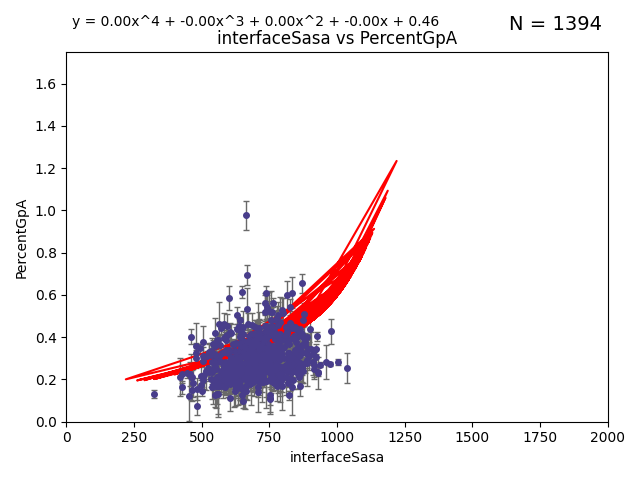 y = 0.00x^4 + -0.00x^3 + 0.00x^2 + -0.00x + 0.46
N = 1394
interfaceSasa vs PercentGpA
PercentGpA
1.6
1.4
1.2
1.0
0.8
0.6
0.4
0.2
0.0
0 250 500 750 1000 1250 1500 1750 2000
interfaceSasa